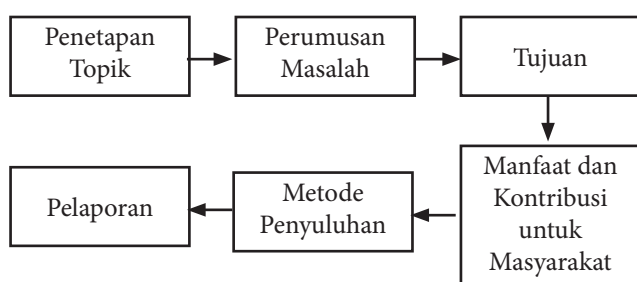 Penetapan
Topik
Perumusan
Masalah
Tujuan
Manfaat dan
Kontribusi
untuk
Masyarakat
Metode
Penyuluhan
Pelaporan